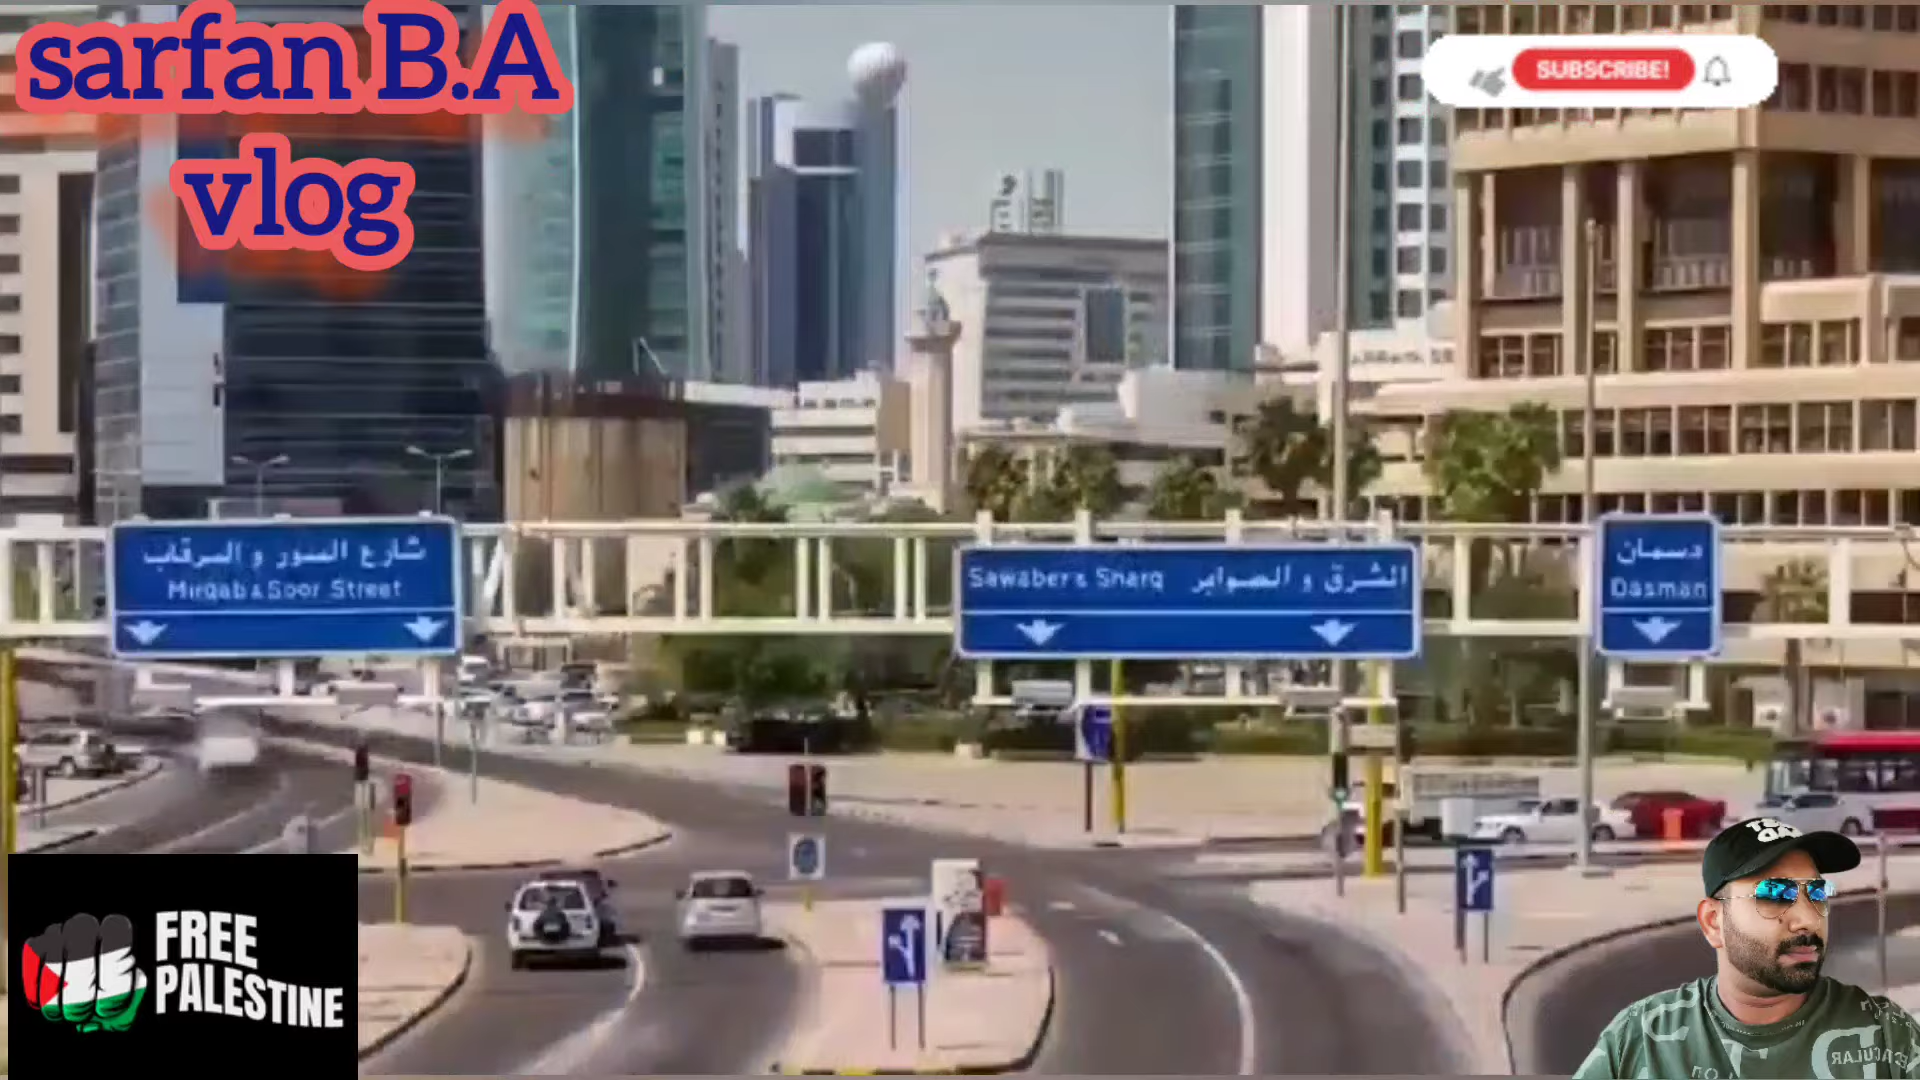 sarfan B.A
vlog
SUBSCRIBE!
شارع السور و المرقاب
Mirqab & Soor Street
Sawaber & Sharq الشرق و الصوابر
دسمان
Dasman
FREE
PALESTINE